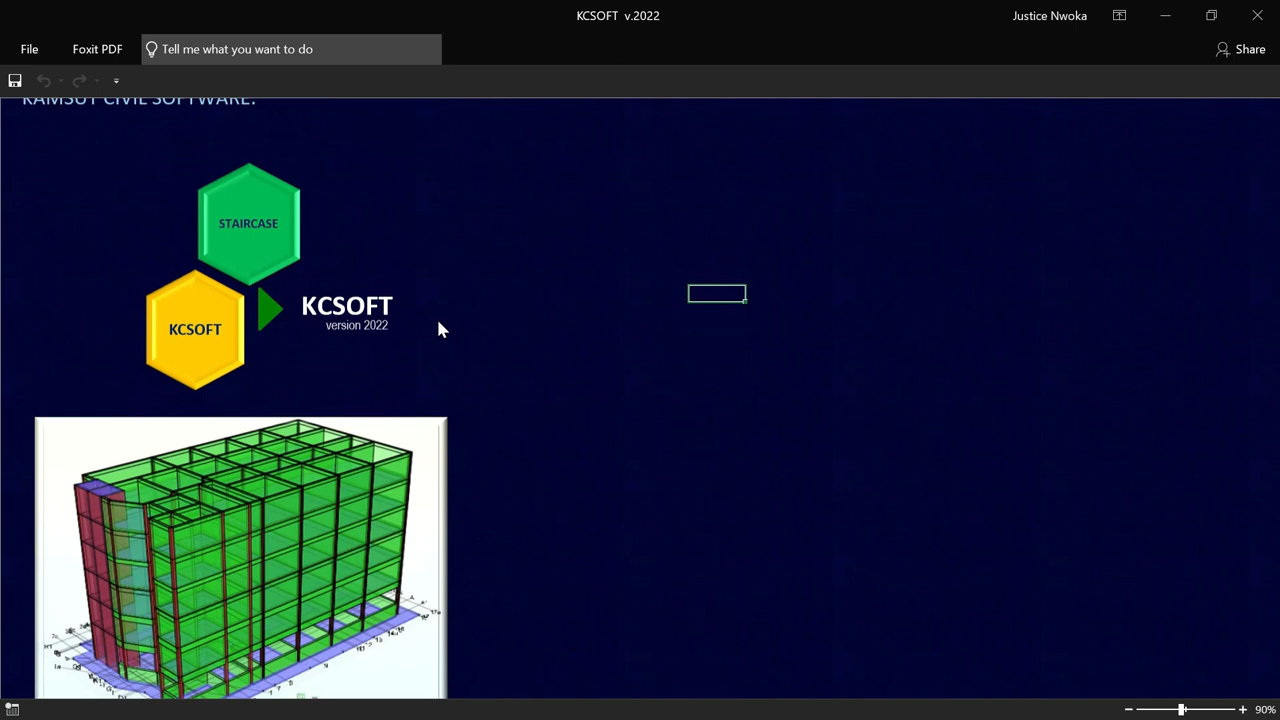 KCSOFT v.2022
Justice Nwoka
File
Foxit PDF
Tell me what you want to do
Share
KAMSUT CIVIL SOFTWARE.
STAIRCASE
KCSOFT
KCSOFT
version 2022
90%